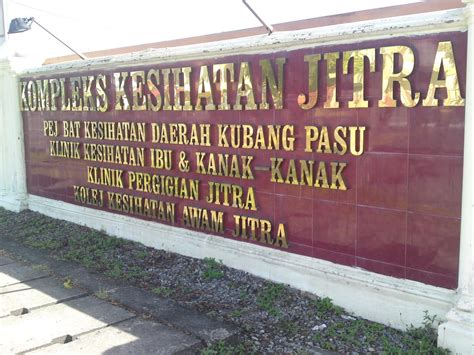 KOMPLEKS KESIHATAN JITRA
PEJ BAT KESIHATAN DAERAH KUBANG PASU
KLINIK KESIHATAN IBU & KANAK-KANAK
KLINIK PERGIGIAN JITRA
KOLEJ KESIHATAN AWAM JITRA